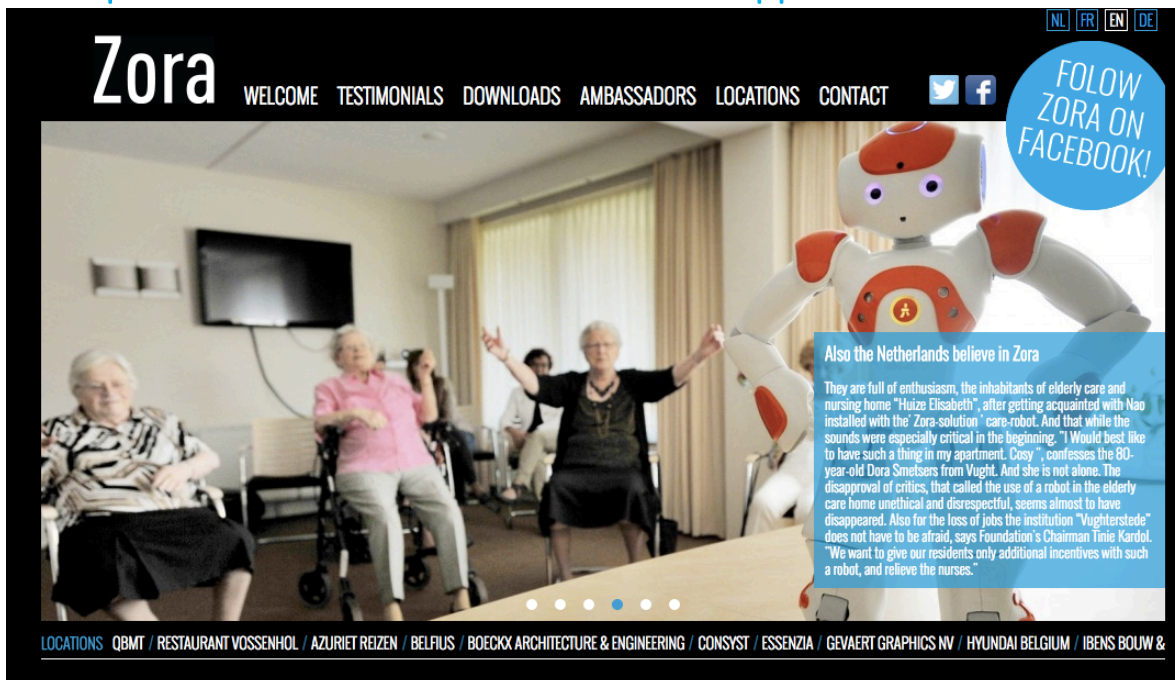 NL FR EN DE
Zora
WELCOME TESTIMONIALS DOWNLOADS AMBASSADORS LOCATIONS CONTACT
FOLOW
ZORA ON
FACEBOOK!
Also the Netherlands believe in Zora
They are full of enthusiasm, the inhabitants of elderly care and
nursing home "Huize Elisabeth", after getting acquainted with Nao
installed with the' Zora-solution ' care-robot. And that while the
sounds were especially critical in the beginning. "I Would best like
to have such a thing in my apartment. Cosy ", confesses the 80-
year-old Dora Smetsers from Vught. And she is not alone. The
disapproval of critics, that called the use of a robot in the elderly
care home unethical and disrespectful, seems almost to have
disappeared. Also for the loss of jobs the institution "Vughterstede"
does not have to be afraid, says Foundation's Chairman Tinie Kardol.
"We want to give our residents only additional incentives with such
a robot, and relieve the nurses."
LOCATIONS QBMT / RESTAURANT VOSSENHOL / AZURIET REIZEN / BELFIUS / BOECKX ARCHITECTURE & ENGINEERING / CONSYST / ESSENZIA / GEVAERT GRAPHICS NV / HYUNDAI BELGIUM / IBENS BOUW &